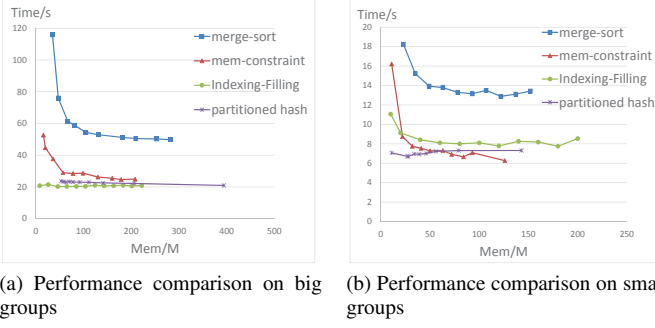 Time/s
120
100
80
60
40
20
0
0 100 200 300 400 500
Mem/M
merge-sort
mem-constraint
Indexing-Filling
partitioned hash
(a) Performance comparison on big
groups
Time/s
20
18
16
14
12
10
8
6
4
2
0
0 50 100 150 200 250
Mem/M
merge-sort
mem-constraint
Indexing-Filling
partitioned hash
(b) Performance comparison on sma
groups